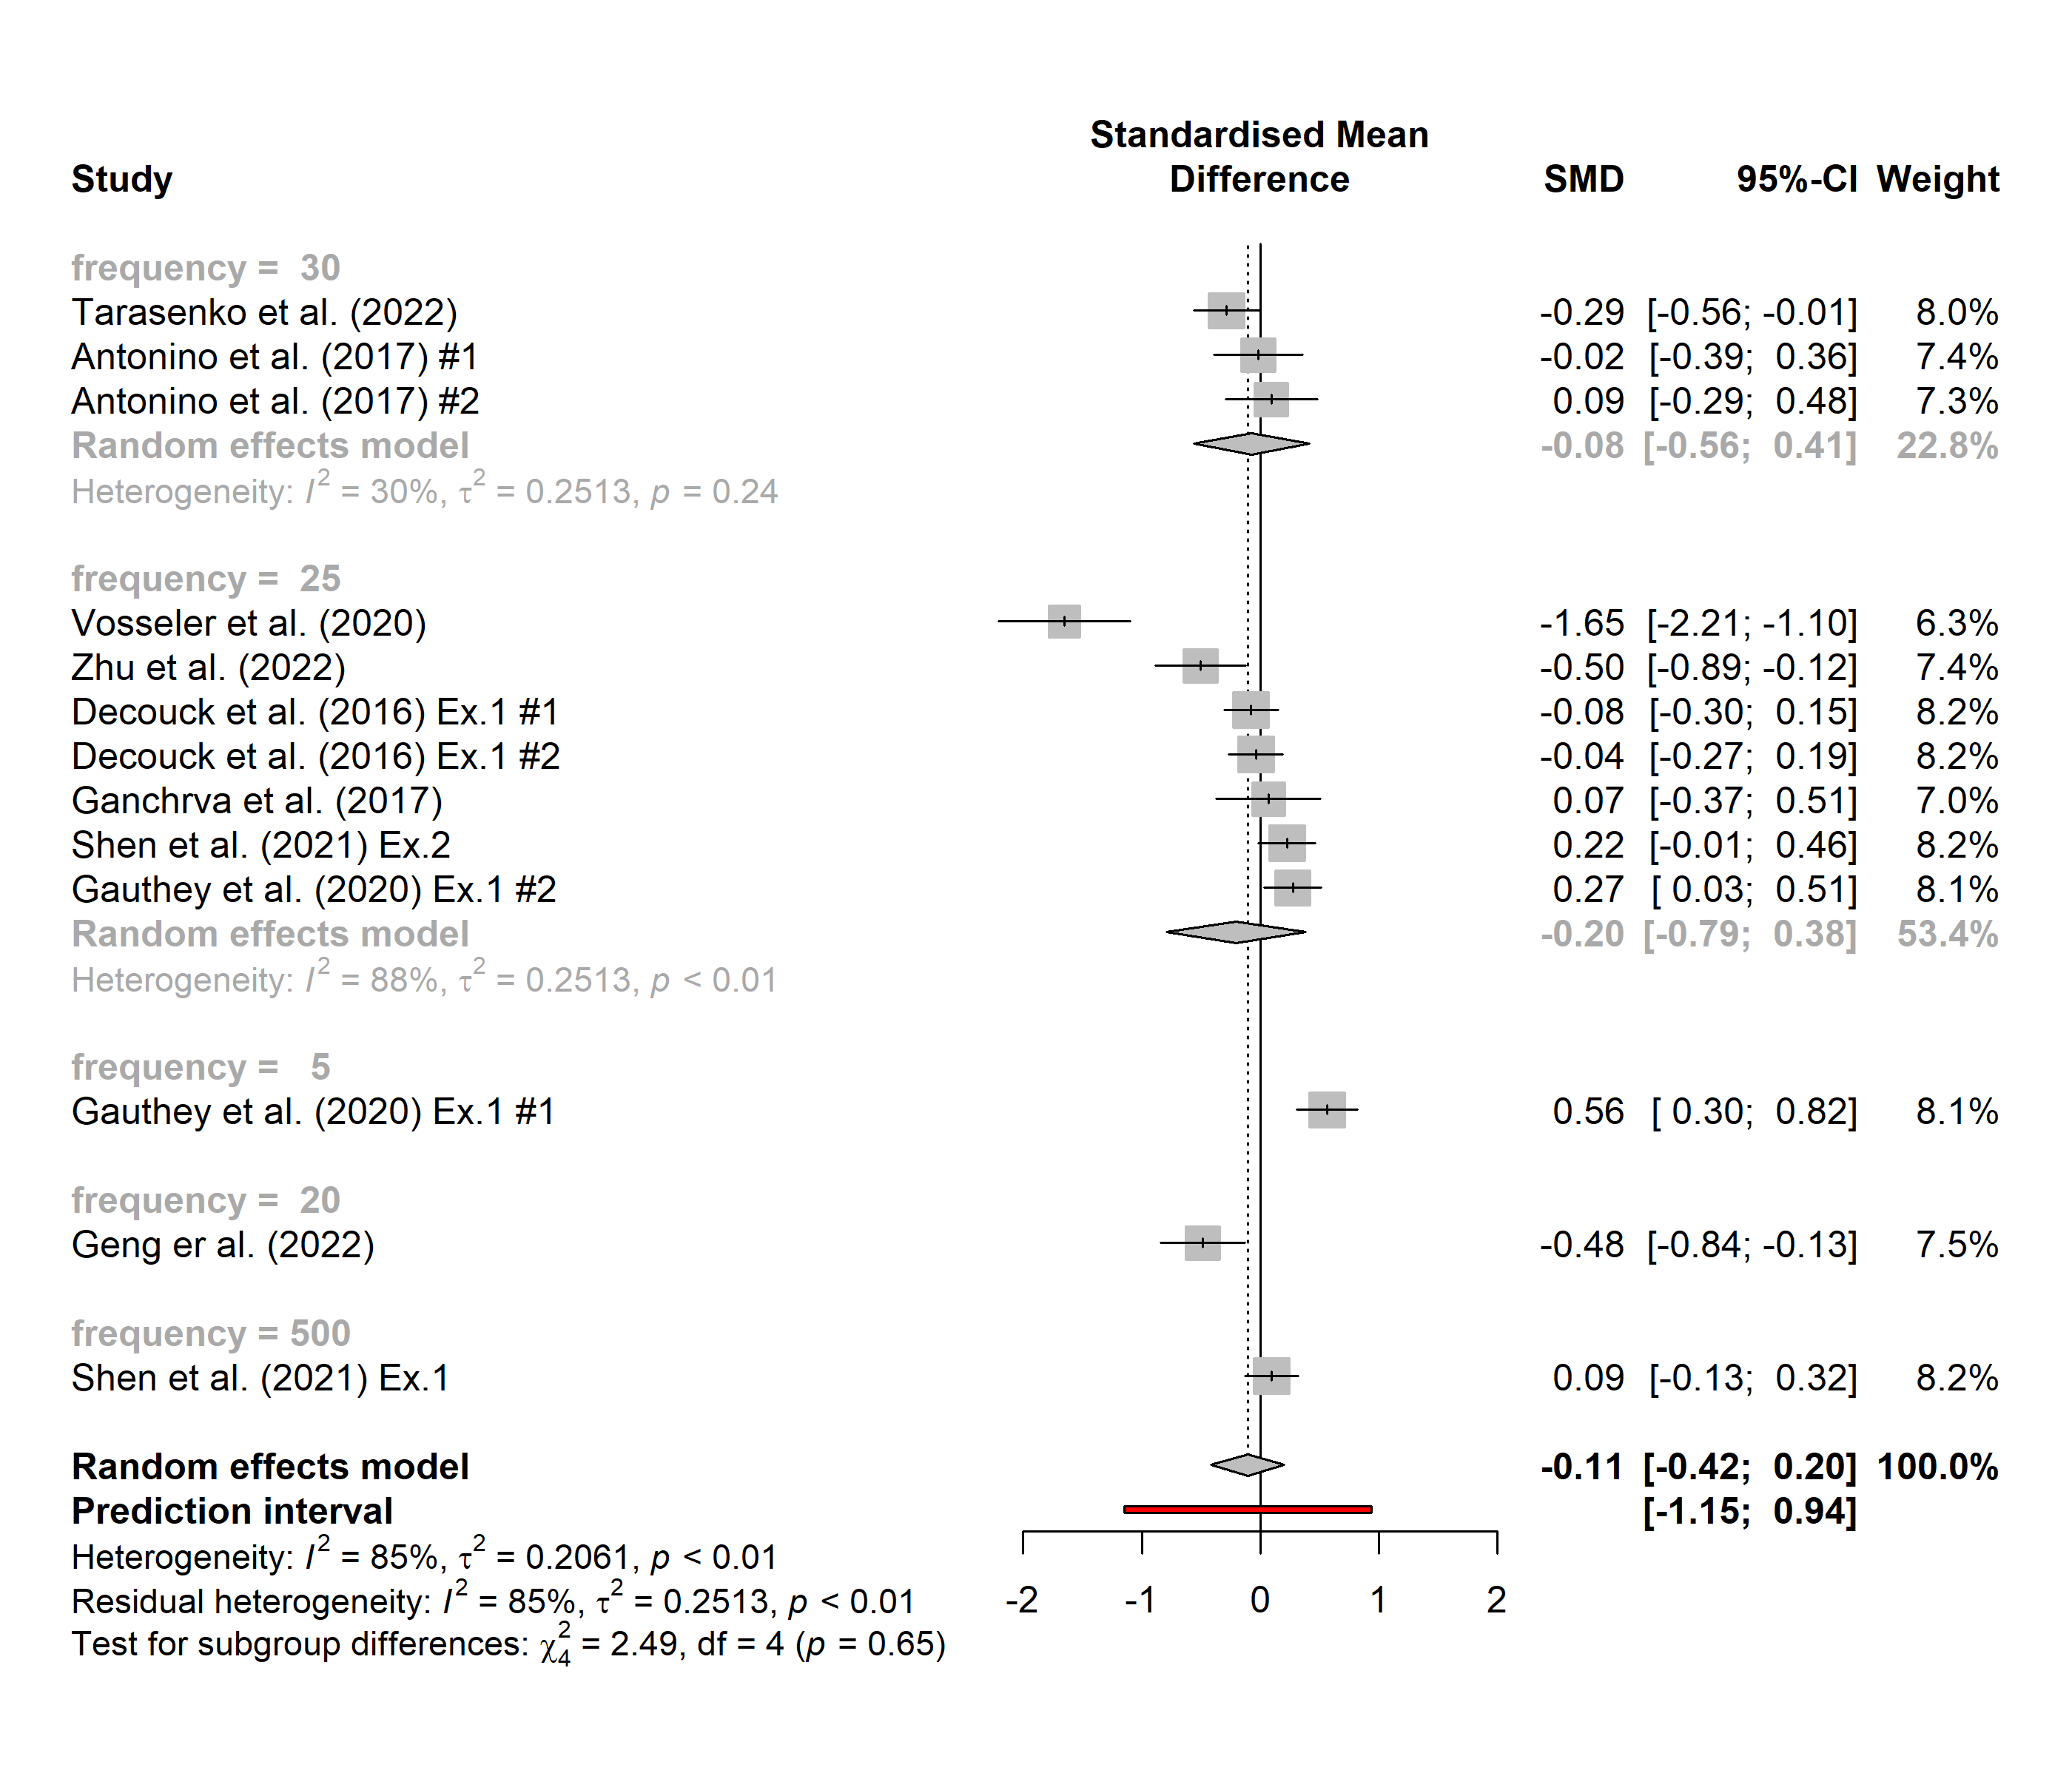 Standardised Mean
Study Difference SMD 95%-CI Weight
frequency = 30
Tarasenko et al. (2022) -0.29 [-0.56; -0.01] 8.0%
Antonino et al. (2017) #1 -0.02 [-0.39; 0.36] 7.4%
Antonino et al. (2017) #2 0.09 [-0.29; 0.48] 7.3%
Random effects model -0.08 [-0.56; 0.41] 22.8%
Heterogeneity: I² = 30%, τ² = 0.2513, p = 0.24
frequency = 25
Vosseler et al. (2020) -1.65 [-2.21; -1.10] 6.3%
Zhu et al. (2022) -0.50 [-0.89; -0.12] 7.4%
Decouck et al. (2016) Ex.1 #1 -0.08 [-0.30; 0.15] 8.2%
Decouck et al. (2016) Ex.1 #2 -0.04 [-0.27; 0.19] 8.2%
Ganchrva et al. (2017) 0.07 [-0.37; 0.51] 7.0%
Shen et al. (2021) Ex.2 0.22 [-0.01; 0.46] 8.2%
Gauthey et al. (2020) Ex.1 #2 0.27 [ 0.03; 0.51] 8.1%
Random effects model -0.20 [-0.79; 0.38] 53.4%
Heterogeneity: I² = 88%, τ² = 0.2513, p < 0.01
frequency = 5
Gauthey et al. (2020) Ex.1 #1 0.56 [ 0.30; 0.82] 8.1%
frequency = 20
Geng er al. (2022) -0.48 [-0.84; -0.13] 7.5%
frequency = 500
Shen et al. (2021) Ex.1 0.09 [-0.13; 0.32] 8.2%
Random effects model -0.11 [-0.42; 0.20] 100.0%
Prediction interval [-1.15; 0.94]
Heterogeneity: I² = 85%, τ² = 0.2061, p < 0.01
Residual heterogeneity: I² = 85%, τ² = 0.2513, p < 0.01
-2 -1 0 1 2
Test for subgroup differences: χ²₄ = 2.49, df = 4 (p = 0.65)